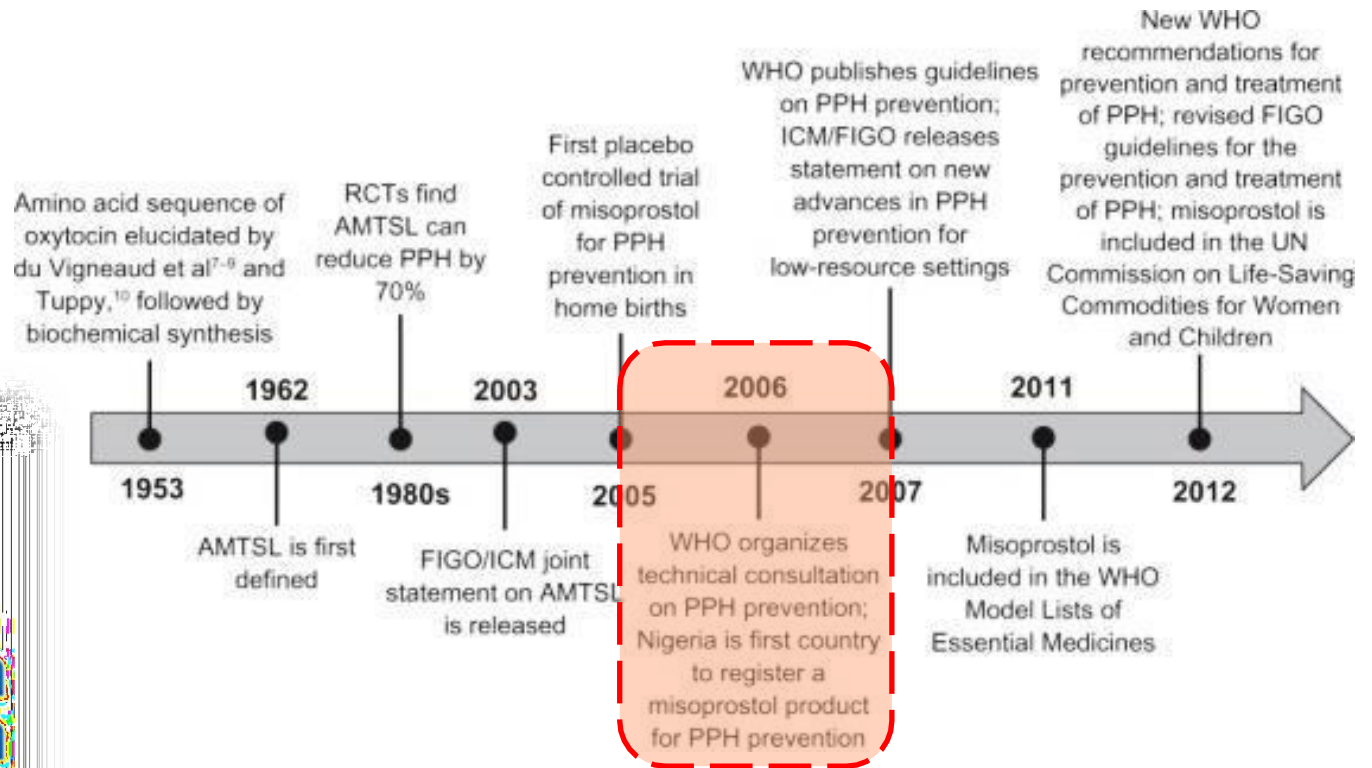 Amino acid sequence of
oxytocin elucidated by
du Vigneaud et al⁷⁻⁹ and
Tuppy,¹⁰ followed by
biochemical synthesis
1953
1962
AMTSL is first
defined
RCTs find
AMTSL can
reduce PPH by
70%
1980s
2003
FIGO/ICM joint
statement on AMTSL
is released
First placebo
controlled trial
of misoprostol
for PPH
prevention in
home births
2005
2006
WHO organizes
technical consultation
on PPH prevention;
Nigeria is first country
to register a
misoprostol product
for PPH prevention
WHO publishes guidelines
on PPH prevention;
ICM/FIGO releases
statement on new
advances in PPH
prevention for
low-resource settings
2007
2011
Misoprostol is
included in the WHO
Model Lists of
Essential Medicines
New WHO
recommendations for
prevention and treatment
of PPH; revised FIGO
guidelines for the
prevention and treatment
of PPH; misoprostol is
included in the UN
Commission on Life-Saving
Commodities for Women
and Children
2012